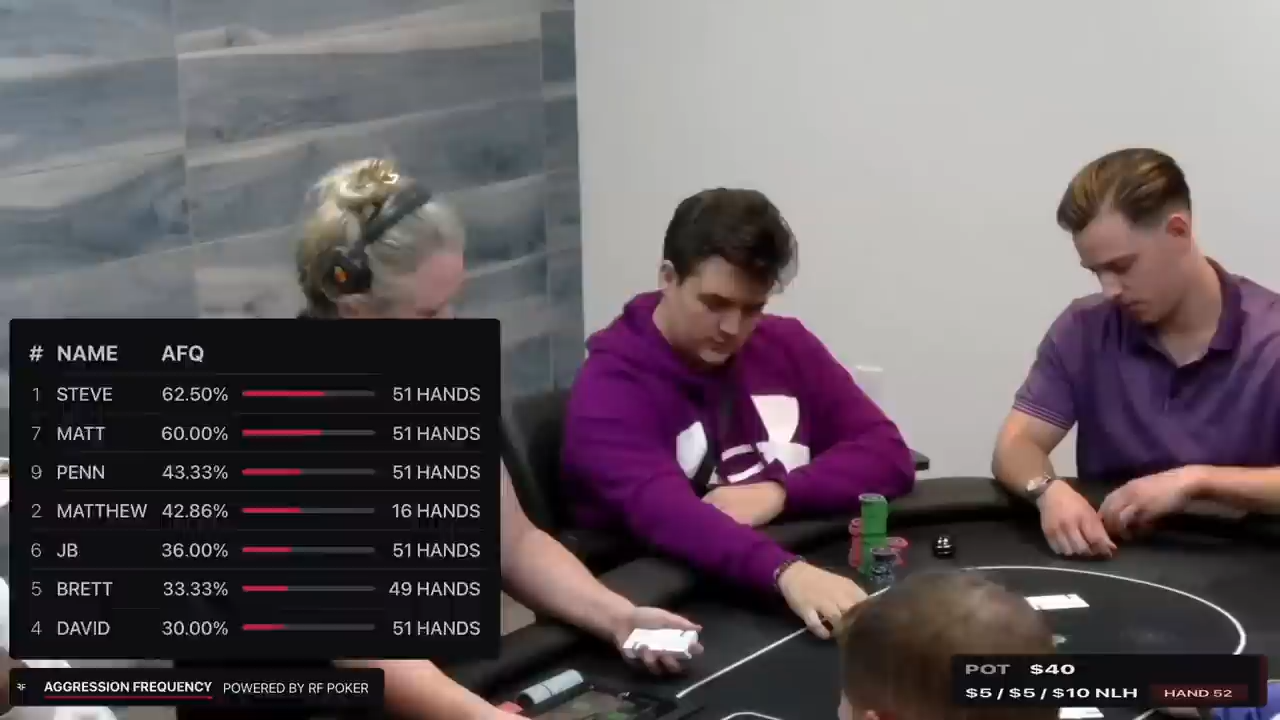 # NAME AFQ
1 STEVE 62.50% 51 HANDS
7 MATT 60.00% 51 HANDS
9 PENN 43.33% 51 HANDS
2 MATTHEW 42.86% 16 HANDS
6 JB 36.00% 51 HANDS
5 BRETT 33.33% 49 HANDS
4 DAVID 30.00% 51 HANDS
RF AGGRESSION FREQUENCY POWERED BY RF POKER
POT $40
$5 / $5 / $10 NLH HAND 52